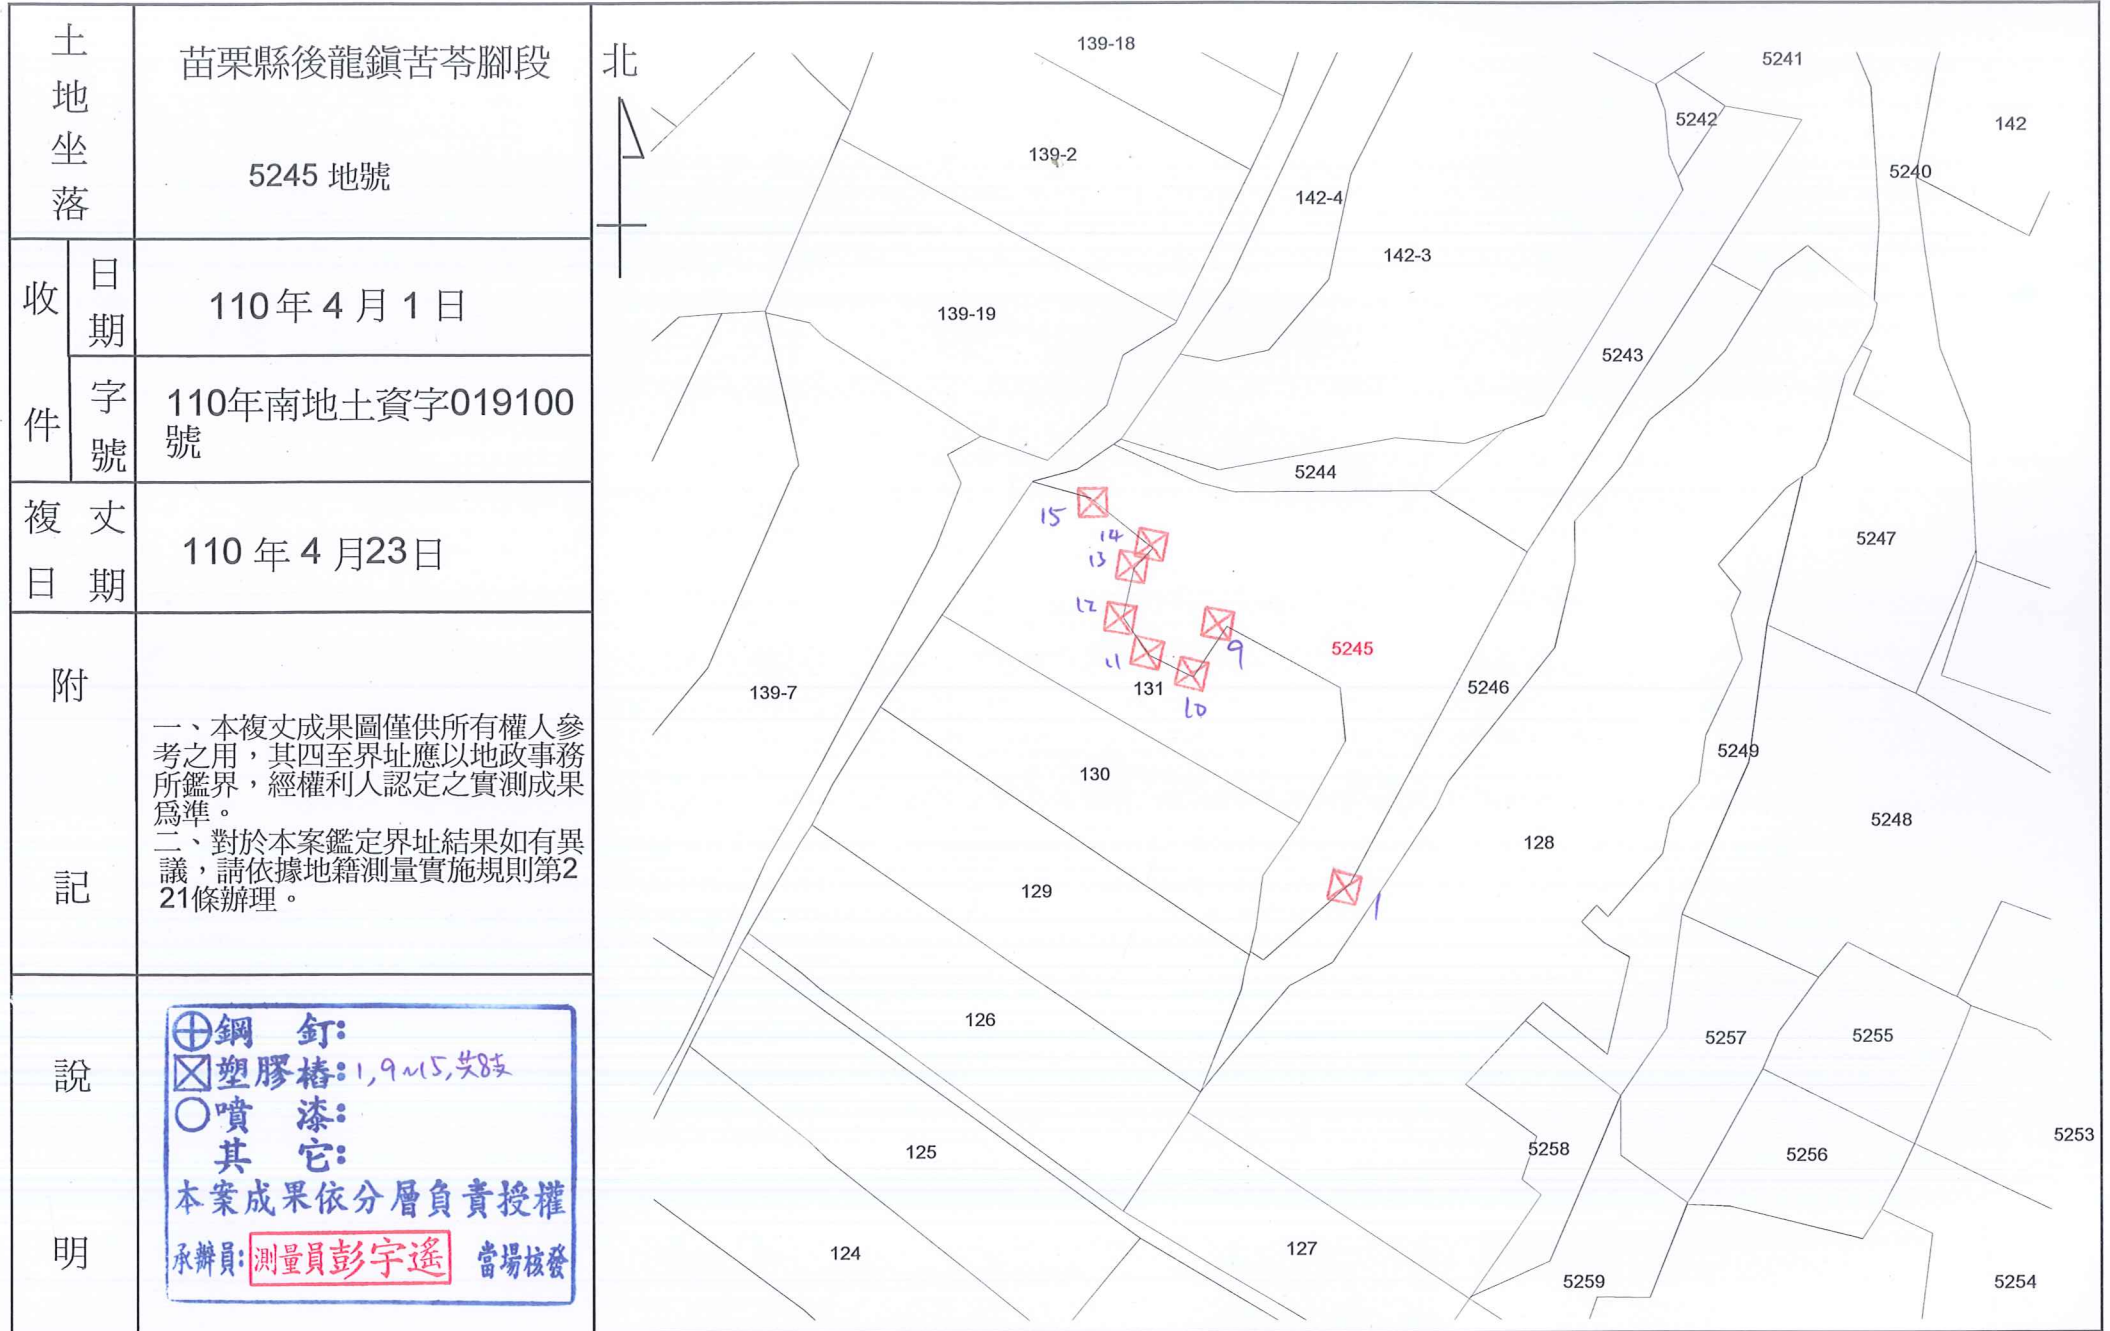 土地坐落
苗栗縣後龍鎮苦苓腳段
5245 地號
收件
日期
110年 4 月 1 日
字號
110年南地土資字019100
號
複丈
日期
110 年 4 月23日
附記
一、本複丈成果圖僅供所有權人參
考之用，其四至界址應以地政事務
所鑑界，經權利人認定之實測成果
為準。
二、對於本案鑑定界址結果如有異
議，請依據地籍測量實施規則第2
21條辦理。
說明
鋼 釘：
塑膠樁：1,9~15,共8支
噴 漆：
其 它：
本案成果依分層負責授權
承辦員：測量員彭宇遙 當場核發
北
139-18
5241
5242
142
139-2
5240
142-4
142-3
139-19
5243
5244
15
14
13
12
11
9
10
1
5247
5245
131
5246
139-7
5249
130
5248
128
129
126
5257
5255
125
5258
5256
5253
124
127
5259
5254